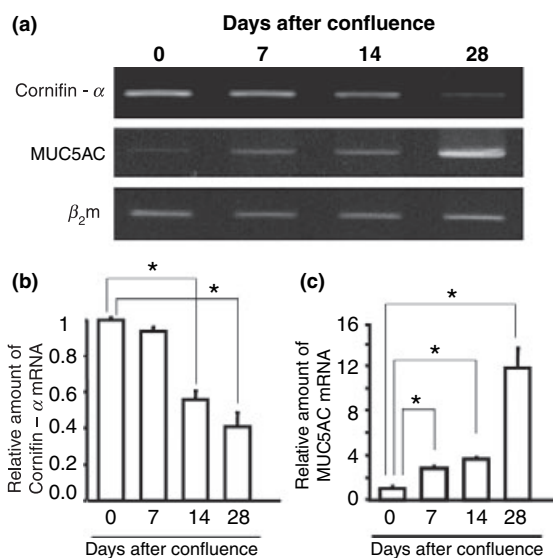 (a)
Days after confluence
0 7 14 28
Cornifin - α
MUC5AC
β₂m
(b)
Relative amount of
Cornifin - α mRNA
1
0.8
0.6
0.4
0.2
0.0
*
*
0 7 14 28
Days after confluence
(c)
Relative amount of
MUC5AC mRNA
16
12
8
4
0
*
*
*
0 7 14 28
Days after confluence